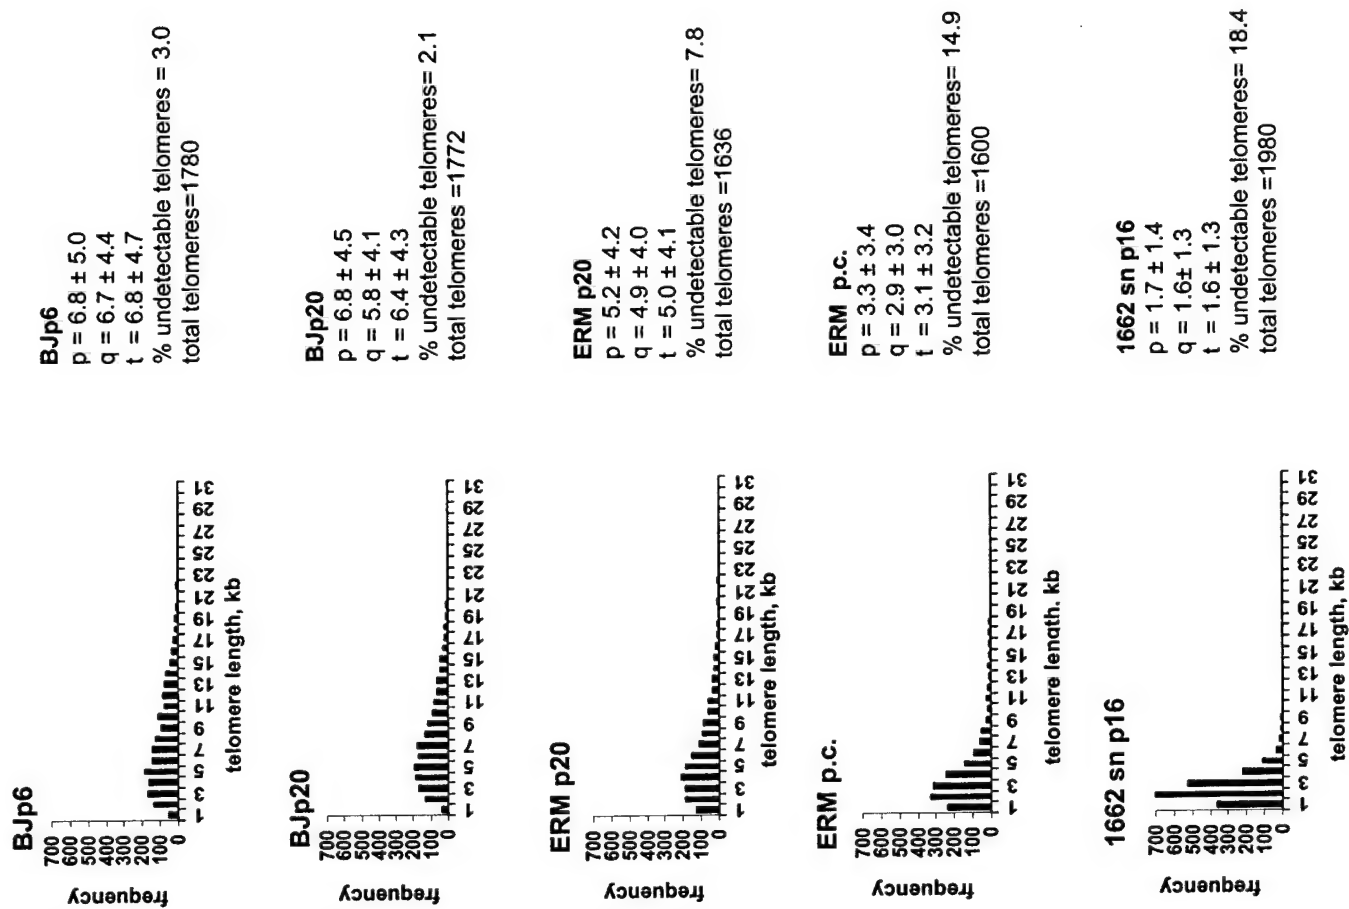 BJp6
frequency
700
600
500
400
300
200
100
0
1 3 5 7 9 11 13 15 17 19 21 23 25 27 29 31
telomere length, kb
BJp6
p = 6.8 ± 5.0
q = 6.7 ± 4.4
t = 6.8 ± 4.7
% undetectable telomeres = 3.0
total telomeres=1780
BJp20
frequency
700
600
500
400
300
200
100
0
1 3 5 7 9 11 13 15 17 19 21 23 25 27 29 31
BJp20
p = 6.8 ± 4.5
q = 5.8 ± 4.1
t = 6.4 ± 4.3
% undetectable telomeres= 2.1
total telomeres =1772
ERM p20
frequency
700
600
500
400
300
200
100
0
1 3 5 7 9 11 13 15 17 19 21 23 25 27 29 31
telomere length, kb
ERM p20
p = 5.2 ± 4.2
q = 4.9 ± 4.0
t = 5.0 ± 4.1
% undetectable telomeres= 7.8
total telomeres =1636
ERM p.c.
frequency
700
600
500
400
300
200
100
0
1 3 5 7 9 11 13 15 17 19 21 23 25 27 29 31
telomere length. kb
ERM p.c.
p = 3.3 ± 3.4
q = 2.9 ± 3.0
t = 3.1 ± 3.2
% undetectable telomeres= 14.9
total telomeres =1600
1662 sn p16
frequency
700
600
500
400
300
200
100
0
1 3 5 7 9 11 13 15 17 19 21 23 25 27 29 31
telomere length, kb
1662 sn p16
p = 1.7 ± 1.4
q = 1.6± 1.3
t = 1.6 ± 1.3
% undetectable telomeres= 18.4
total telomeres =1980